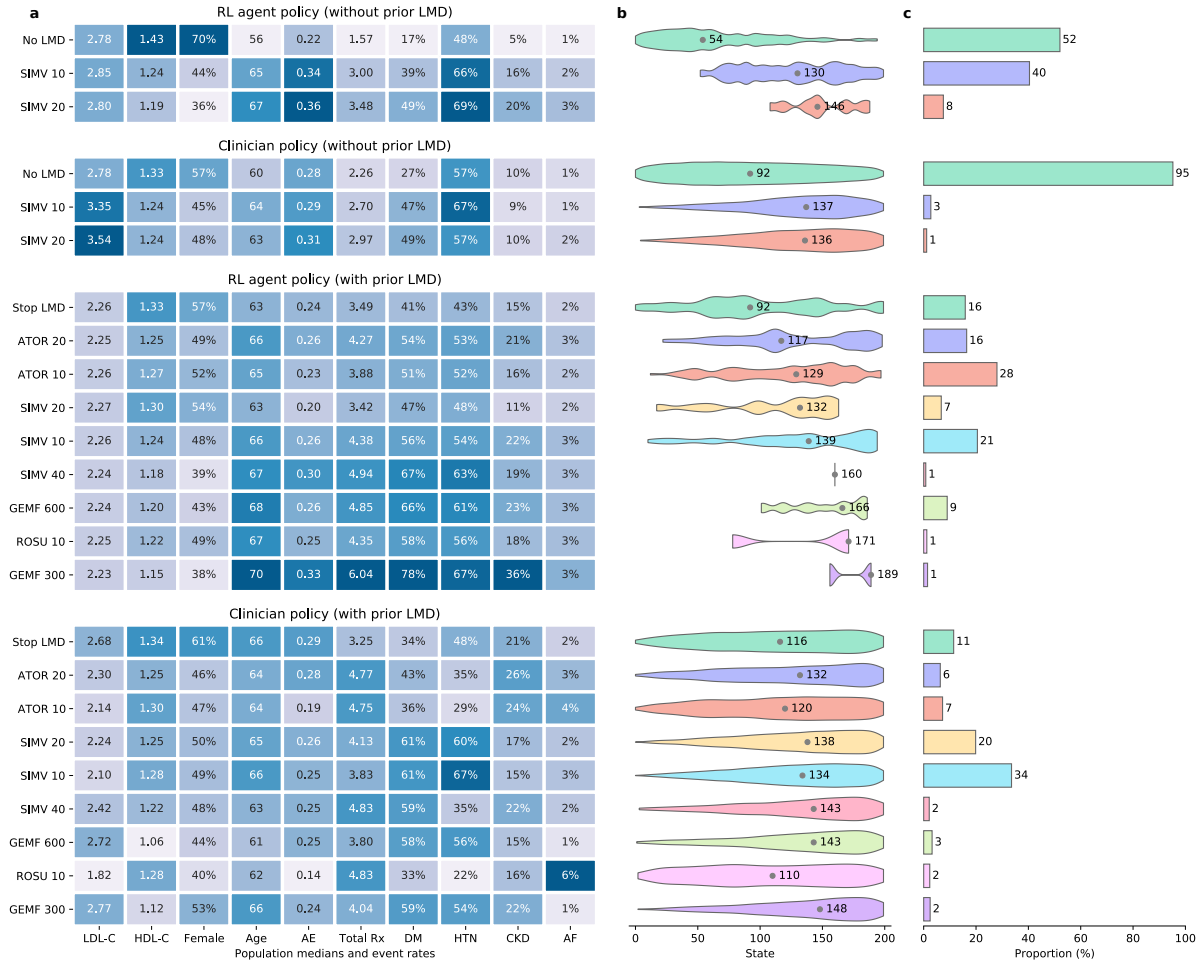 a
RL agent policy (without prior LMD)
No LMD 2.78 1.43 70% 56 0.22 1.57 17% 48% 5% 1%
SIMV 10 2.85 1.24 44% 65 0.34 3.00 39% 66% 16% 2%
SIMV 20 2.80 1.19 36% 67 0.36 3.48 49% 69% 20% 3%
Clinician policy (without prior LMD)
No LMD 2.78 1.33 57% 60 0.28 2.26 27% 57% 10% 1%
SIMV 10 3.35 1.24 45% 64 0.29 2.70 47% 67% 9% 1%
SIMV 20 3.54 1.24 48% 63 0.31 2.97 49% 57% 10% 2%
RL agent policy (with prior LMD)
Stop LMD 2.26 1.33 57% 63 0.24 3.49 41% 43% 15% 2%
ATOR 20 2.25 1.25 49% 66 0.26 4.27 54% 53% 21% 3%
ATOR 10 2.26 1.27 52% 65 0.23 3.88 51% 52% 16% 2%
SIMV 20 2.27 1.30 54% 63 0.20 3.42 47% 48% 11% 2%
SIMV 10 2.26 1.24 48% 66 0.26 4.38 56% 54% 22% 3%
SIMV 40 2.24 1.18 39% 67 0.30 4.94 67% 63% 19% 3%
GEMF 600 2.24 1.20 43% 68 0.26 4.85 66% 61% 23% 3%
ROSU 10 2.25 1.22 49% 67 0.25 4.35 58% 56% 18% 3%
GEMF 300 2.23 1.15 38% 70 0.33 6.04 78% 67% 36% 3%
Clinician policy (with prior LMD)
Stop LMD 2.68 1.34 61% 66 0.29 3.25 34% 48% 21% 2%
ATOR 20 2.30 1.25 46% 64 0.28 4.77 43% 35% 26% 3%
ATOR 10 2.14 1.30 47% 64 0.19 4.75 36% 29% 24% 4%
SIMV 20 2.24 1.25 50% 65 0.26 4.13 61% 60% 17% 2%
SIMV 10 2.10 1.28 49% 66 0.25 3.83 61% 67% 15% 3%
SIMV 40 2.42 1.22 48% 63 0.25 4.83 59% 35% 22% 2%
GEMF 600 2.72 1.06 44% 61 0.25 3.80 58% 56% 15% 1%
ROSU 10 1.82 1.28 40% 62 0.14 4.83 33% 22% 16% 6%
GEMF 300 2.77 1.12 53% 66 0.24 4.04 59% 54% 22% 1%
LDL-C HDL-C Female Age AE Total Rx DM HTN CKD AF
Population medians and event rates
b
54
130
146
92
137
136
92
117
129
132
139
160
166
171
189
116
132
120
138
134
143
143
110
148
0 50 100 150 200
State
c
52
40
8
95
3
1
16
16
28
7
21
1
9
1
1
11
6
7
20
34
2
3
2
2
0 20 40 60 80 100
Proportion (%)